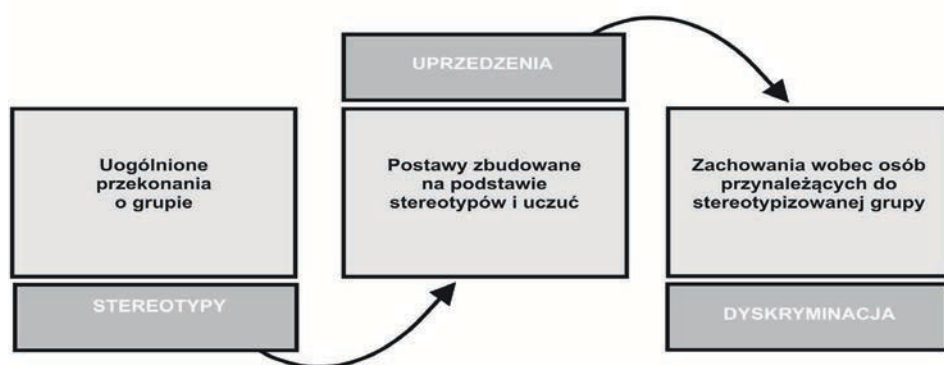 UPRZEDZENIA
Uogólnione
przekonania
o grupie
Postawy zbudowane
na podstawie
stereotypów i uczuć
Zachowania wobec osób
przynależących do
stereotypizowanej grupy
STEREOTYPY
DYSKRYMINACJA